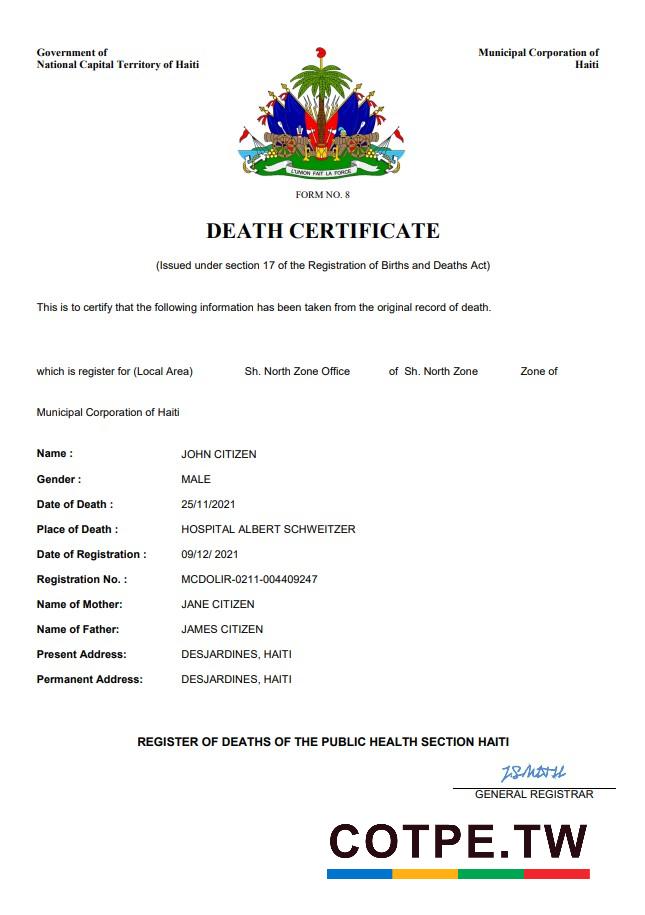 Government of
National Capital Territory of Haiti
Municipal Corporation of
Haiti
L'UNION FAIT LA FORCE
FORM NO. 8
DEATH CERTIFICATE
(Issued under section 17 of the Registration of Births and Deaths Act)
This is to certify that the following information has been taken from the original record of death.
which is register for (Local Area) Sh. North Zone Office of Sh. North Zone Zone of
Municipal Corporation of Haiti
Name : JOHN CITIZEN
Gender : MALE
Date of Death : 25/11/2021
Place of Death : HOSPITAL ALBERT SCHWEITZER
Date of Registration : 09/12/ 2021
Registration No. : MCDOLIR-0211-004409247
Name of Mother: JANE CITIZEN
Name of Father: JAMES CITIZEN
Present Address: DESJARDINES, HAITI
Permanent Address: DESJARDINES, HAITI
REGISTER OF DEATHS OF THE PUBLIC HEALTH SECTION HAITI
GENERAL REGISTRAR
COTPE.TW